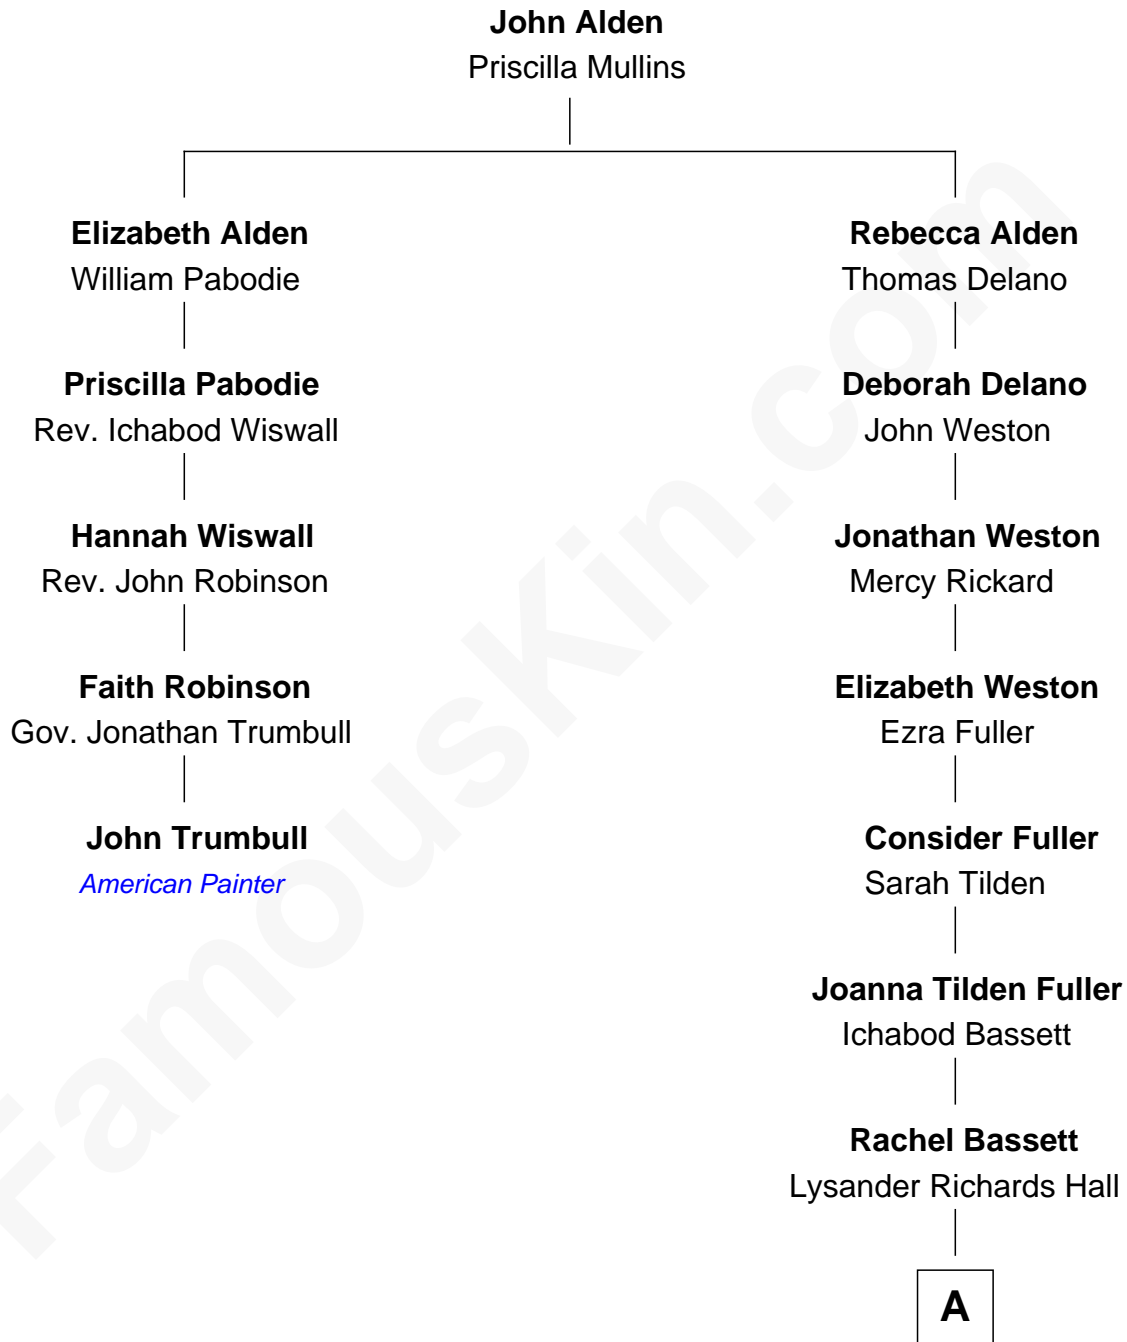 John Alden
Priscilla Mullins
Elizabeth Alden
William Pabodie
Priscilla Pabodie
Rev. Ichabod Wiswall
Hannah Wiswall
Rev. John Robinson
Faith Robinson
Gov. Jonathan Trumbull
John Trumbull
American Painter
Rebecca Alden
Thomas Delano
Deborah Delano
John Weston
Jonathan Weston
Mercy Rickard
Elizabeth Weston
Ezra Fuller
Consider Fuller
Sarah Tilden
Joanna Tilden Fuller
Ichabod Bassett
Rachel Bassett
Lysander Richards Hall
A
FamousKin.com